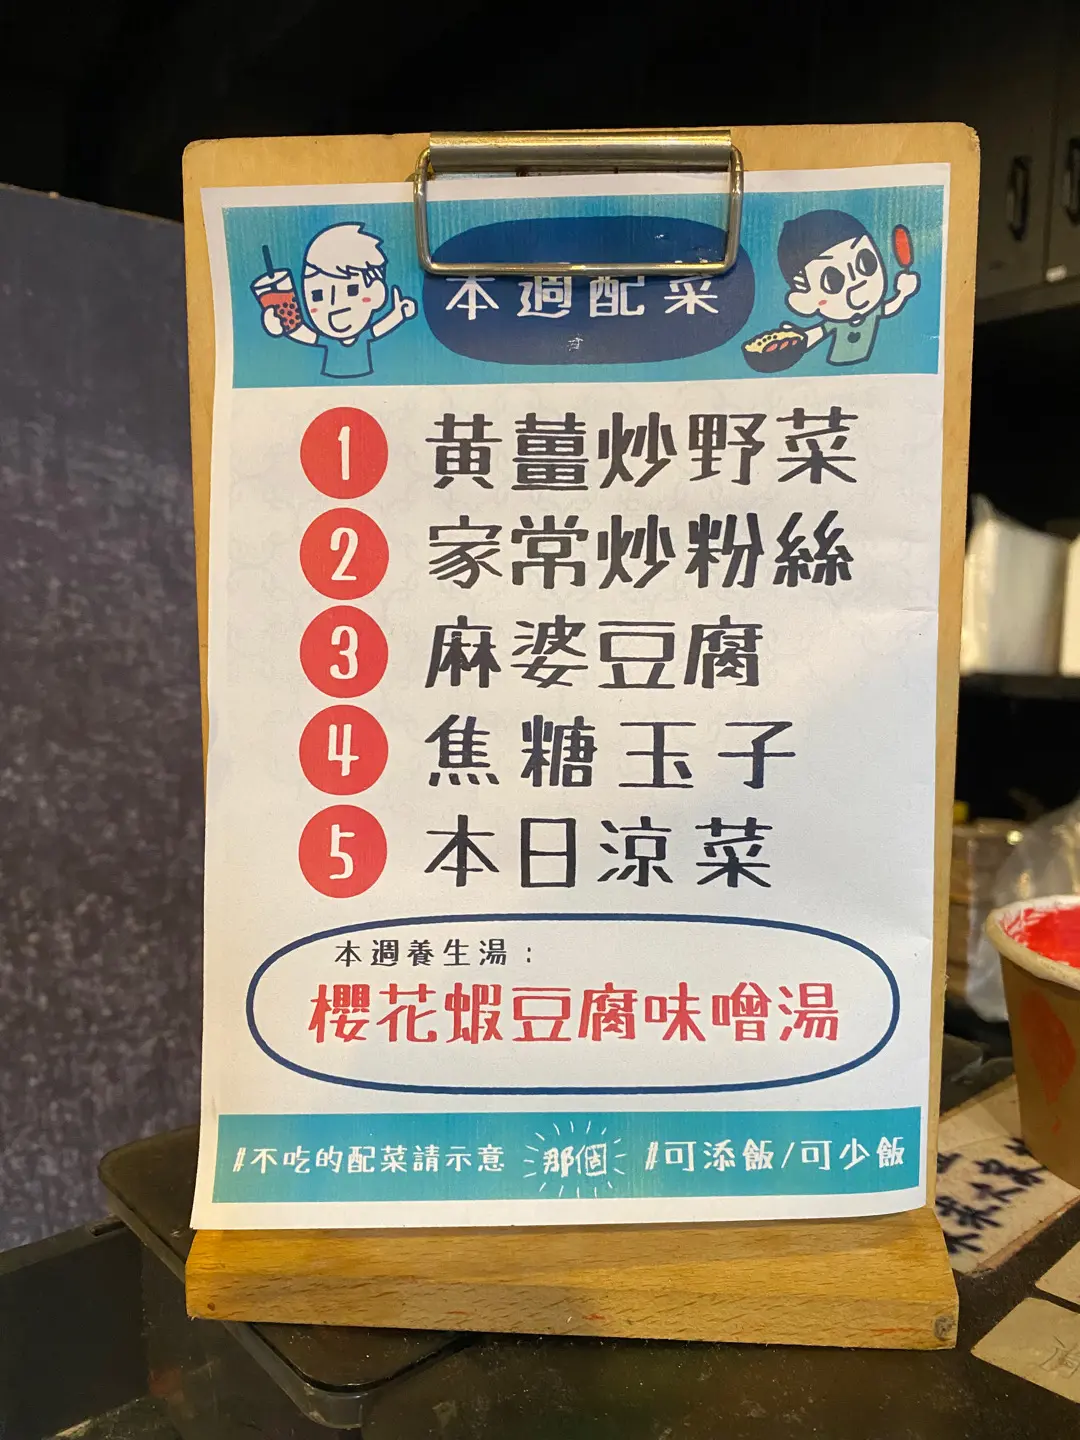 本週配菜
1 黃薑炒野菜
2 家常炒粉絲
3 麻婆豆腐
4 焦糖玉子
5 本日涼菜
本週養生湯：
櫻花蝦豆腐味噌湯
#不吃的配菜請示意 那個 #可添飯/可少飯